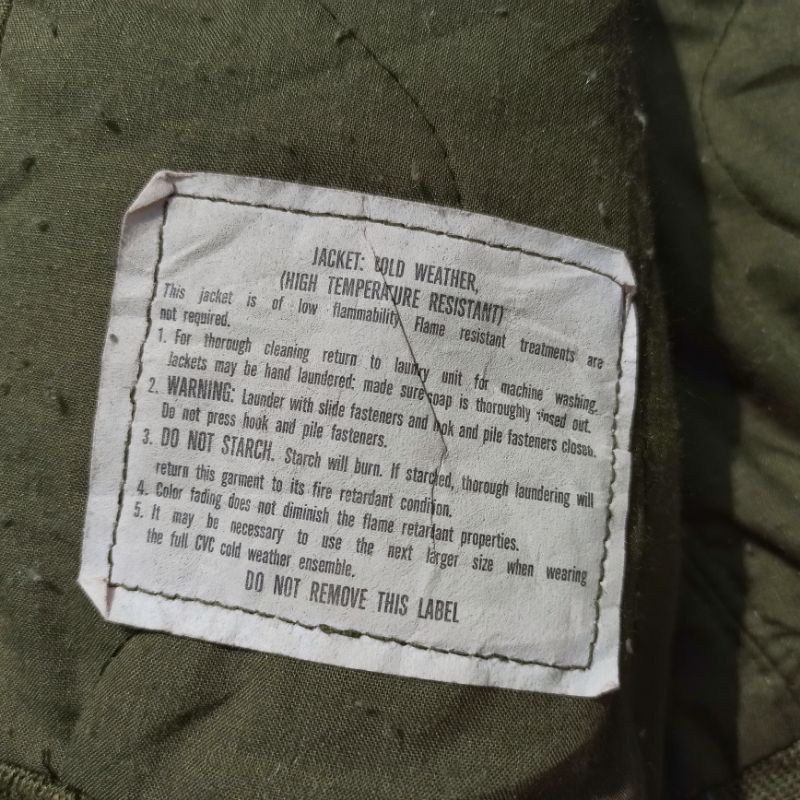 JACKET: COLD WEATHER,
(HIGH TEMPERATURE RESISTANT)
This jacket is of low flammability Flame resistant treatments are
not required.
1. For thorough cleaning return to laundry unit for machine washing.
Jackets may be hand laundered; made sure soap is thoroughly rinsed out.
2. WARNING: Launder with slide fasteners and hook and pile fasteners closed.
Do not press hook and pile fasteners.
3. DO NOT STARCH. Starch will burn. If starched, thorough laundering will
return this garment to its fire retardant condition.
4. Color fading does not diminish the flame retardant properties.
5. It may be necessary to use the next larger size when wearing
the full CVC cold weather ensemble.
DO NOT REMOVE THIS LABEL